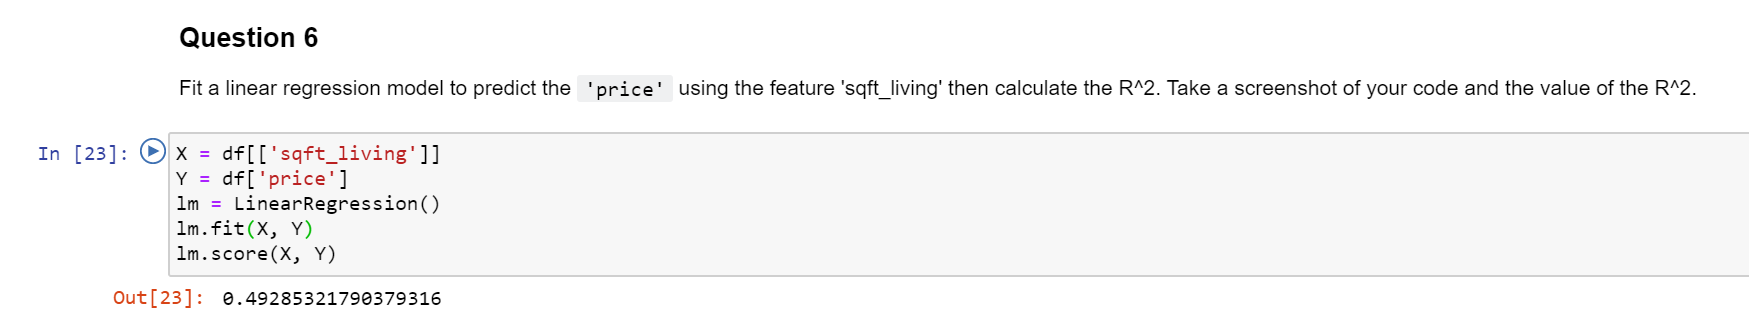 Question 6
Fit a linear regression model to predict the 'price' using the feature 'sqft_living' then calculate the R^2. Take a screenshot of your code and the value of the R^2.
In [23]: X = df[['sqft_living']]
Y = df['price']
lm = LinearRegression()
lm.fit(X, Y)
lm.score(X, Y)
Out[23]: 0.49285321790379316